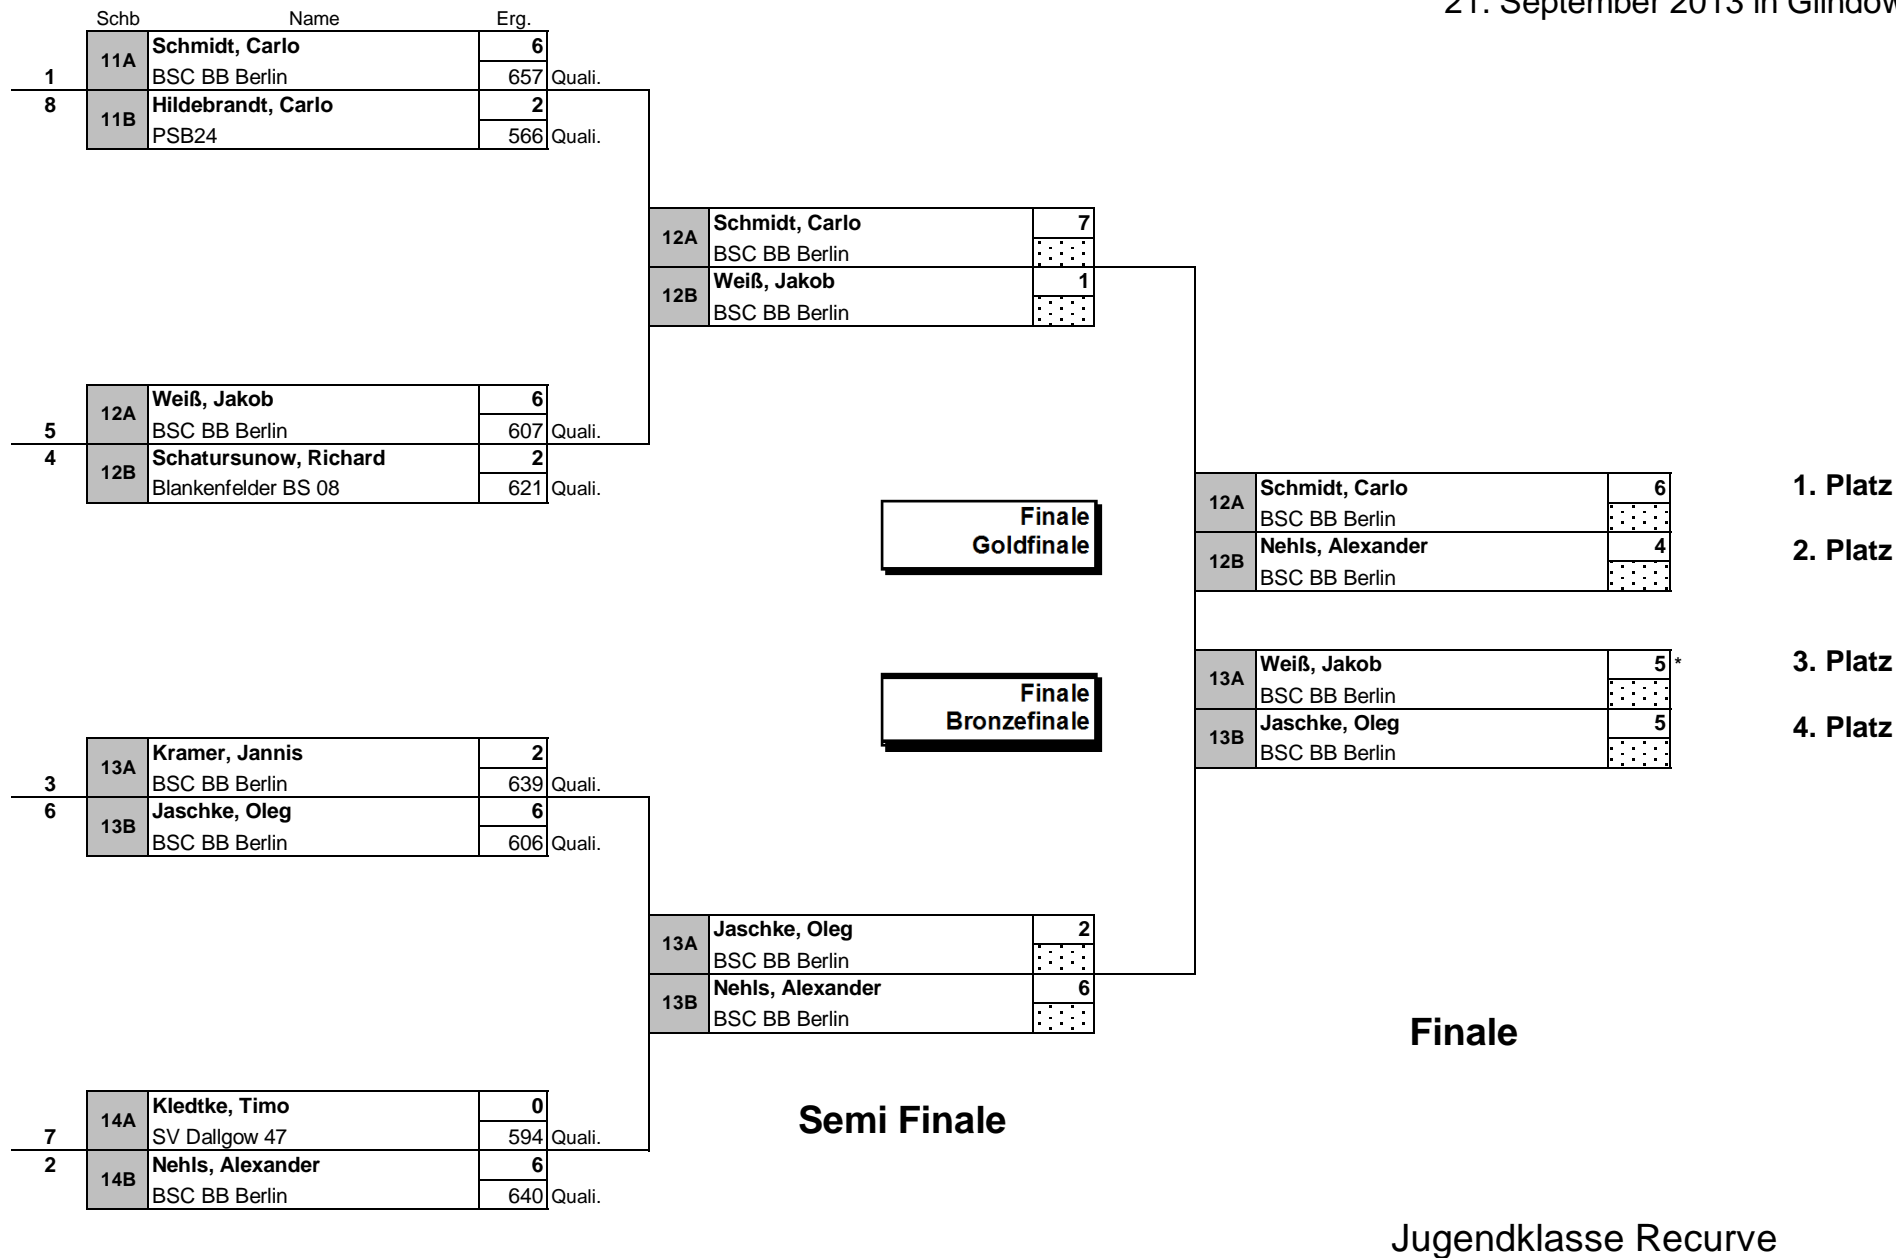 21. September 2013 in Glindow
Schb Name Erg.
11A Schmidt, Carlo 6
1 BSC BB Berlin 657 Quali.
8 11B Hildebrandt, Carlo 2
PSB24 566 Quali.
12A Schmidt, Carlo 7
BSC BB Berlin
12B Weiß, Jakob 1
BSC BB Berlin
12A Weiß, Jakob 6
5 BSC BB Berlin 607 Quali.
4 12B Schatursunow, Richard 2
Blankenfelder BS 08 621 Quali.
12A Schmidt, Carlo 6 1. Platz
BSC BB Berlin
12B Nehls, Alexander 4 2. Platz
BSC BB Berlin
Finale
Goldfinale
13A Weiß, Jakob 5 * 3. Platz
BSC BB Berlin
13B Jaschke, Oleg 5 4. Platz
BSC BB Berlin
Finale
Bronzefinale
13A Kramer, Jannis 2
3 BSC BB Berlin 639 Quali.
6 13B Jaschke, Oleg 6
BSC BB Berlin 606 Quali.
13A Jaschke, Oleg 2
BSC BB Berlin
13B Nehls, Alexander 6
BSC BB Berlin
Finale
14A Kledtke, Timo 0
7 SV Dallgow 47 594 Quali.
2 14B Nehls, Alexander 6
BSC BB Berlin 640 Quali.
Semi Finale
Jugendklasse Recurve